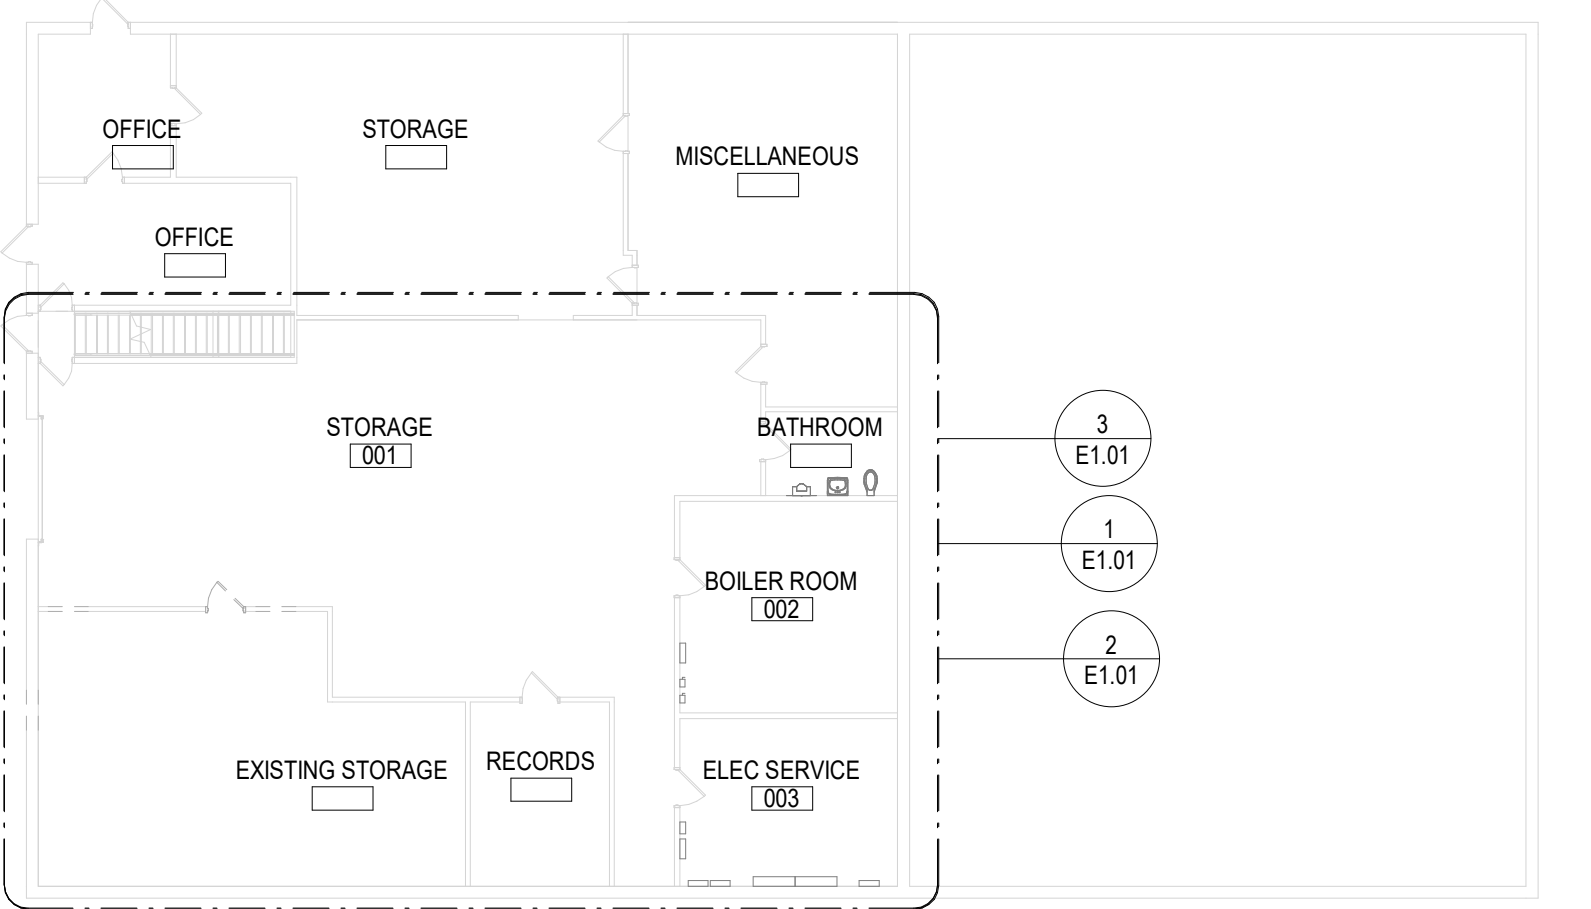 OFFICE
STORAGE
MISCELLANEOUS
OFFICE
STORAGE
001
BATHROOM
3
E1.01
1
E1.01
BOILER ROOM
002
2
E1.01
EXISTING STORAGE
RECORDS
ELEC SERVICE
003